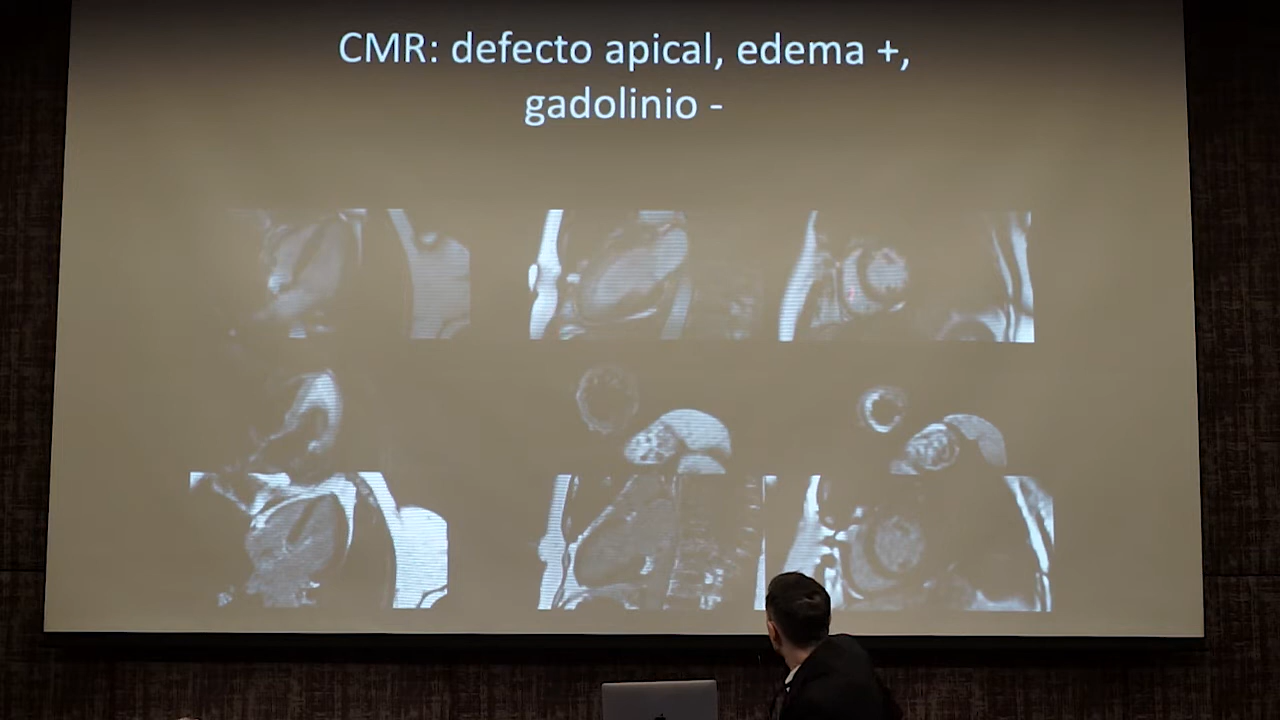 CMR: defecto apical, edema +,
gadolinio -